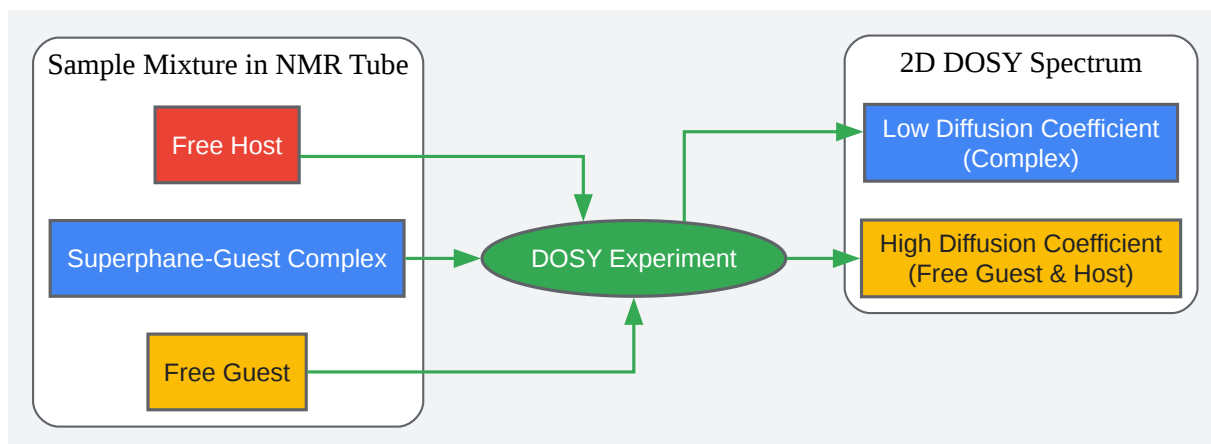 Sample Mixture in NMR Tube
Free Host
Superphane-Guest Complex
Free Guest
DOSY Experiment
2D DOSY Spectrum
Low Diffusion Coefficient
(Complex)
High Diffusion Coefficient
(Free Guest & Host)